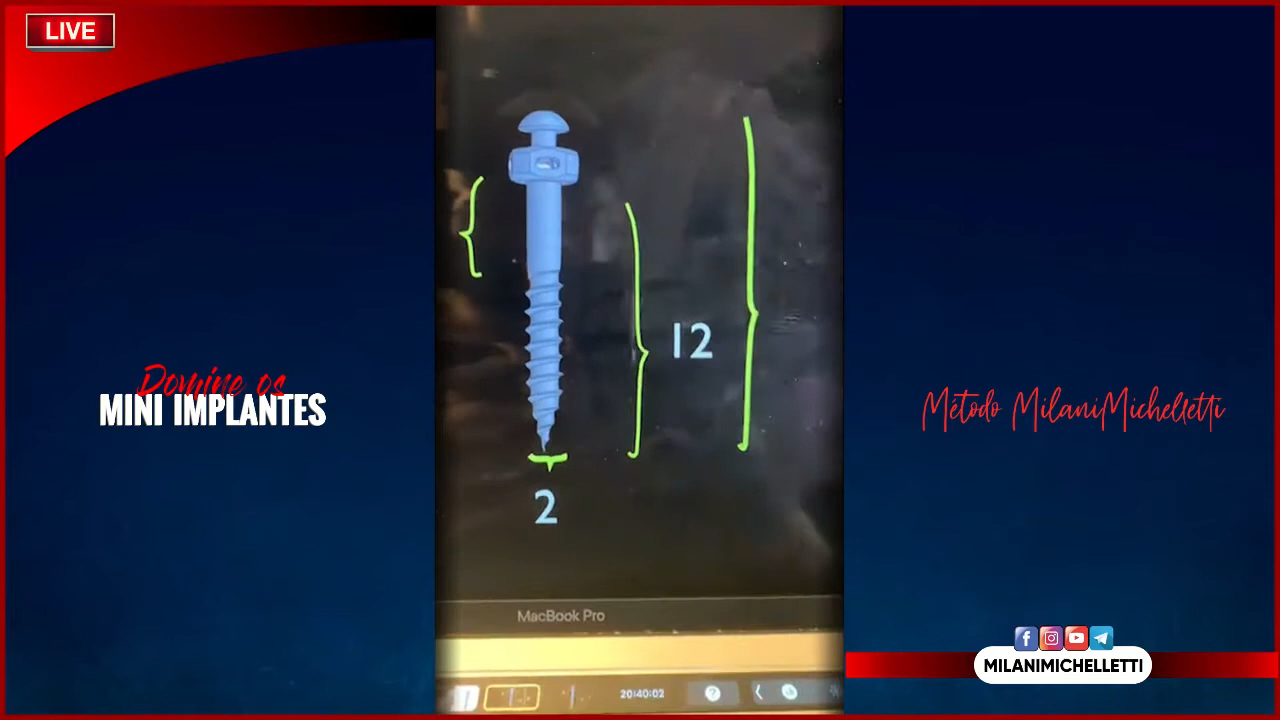 LIVE
Domine os
MINI IMPLANTES
12
2
MacBook Pro
20:40:02
?
Método MilaniMichelletti
MILANIMICHELLETTI